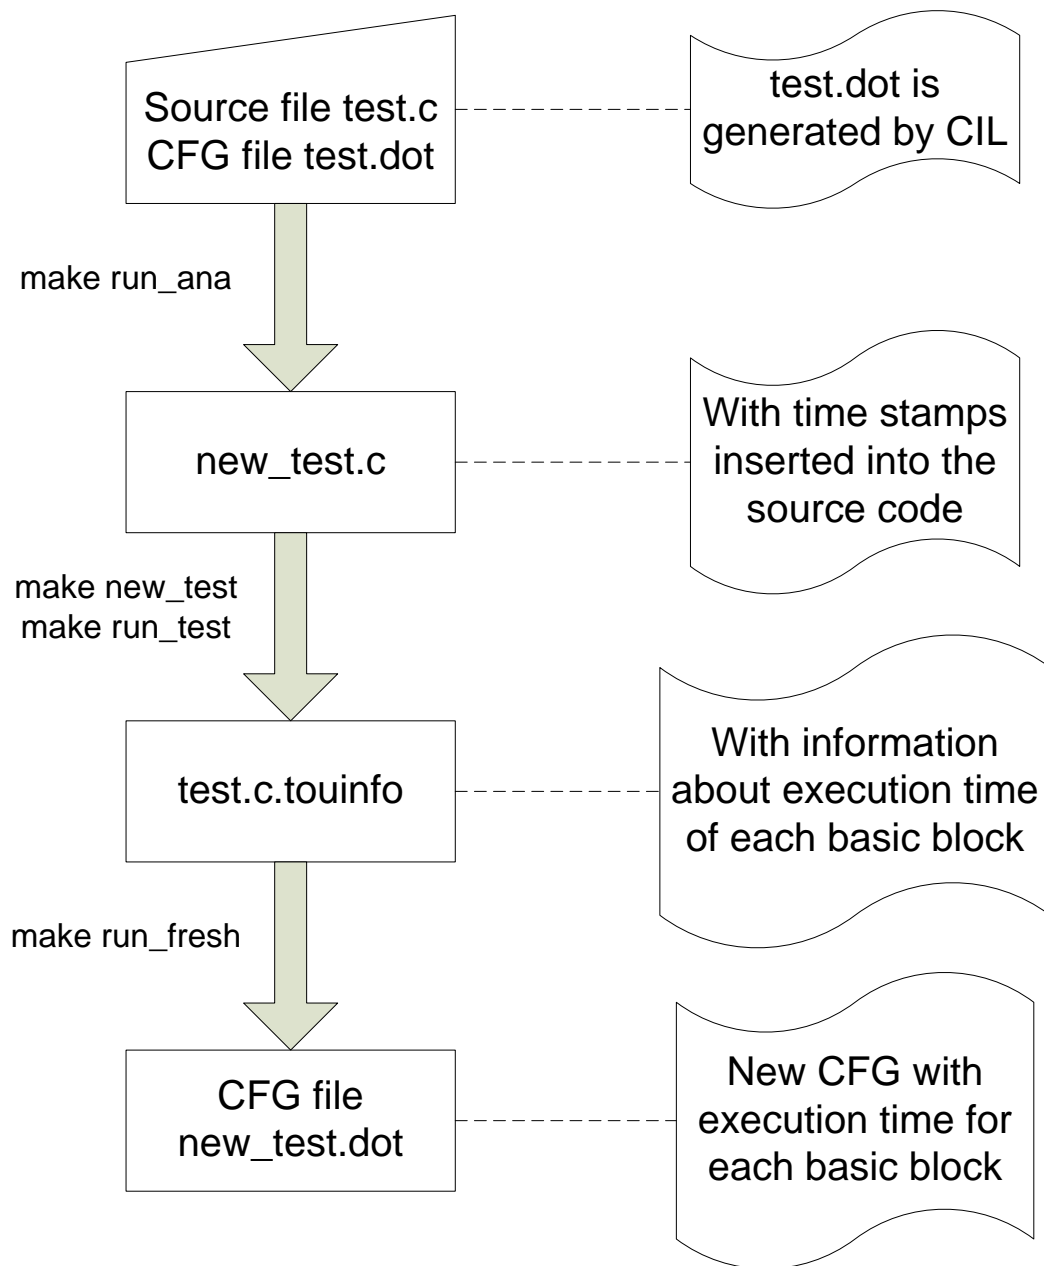 Source file test.c
CFG file test.dot
test.dot is
generated by CIL
make run_ana
new_test.c
With time stamps
inserted into the
source code
make new_test
make run_test
test.c.touinfo
With information
about execution time
of each basic block
make run_fresh
CFG file
new_test.dot
New CFG with
execution time for
each basic block